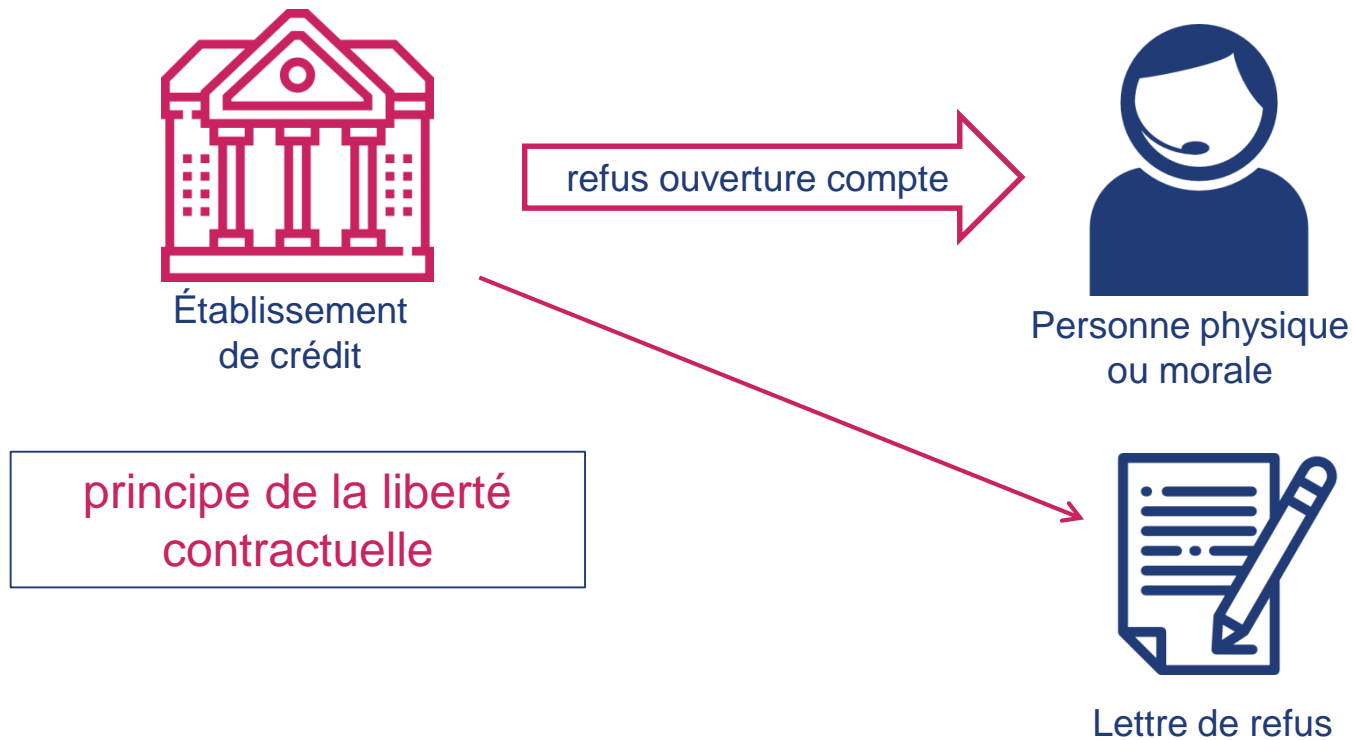 refus ouverture compte
Établissement
de crédit
Personne physique
ou morale
principe de la liberté
contractuelle
Lettre de refus